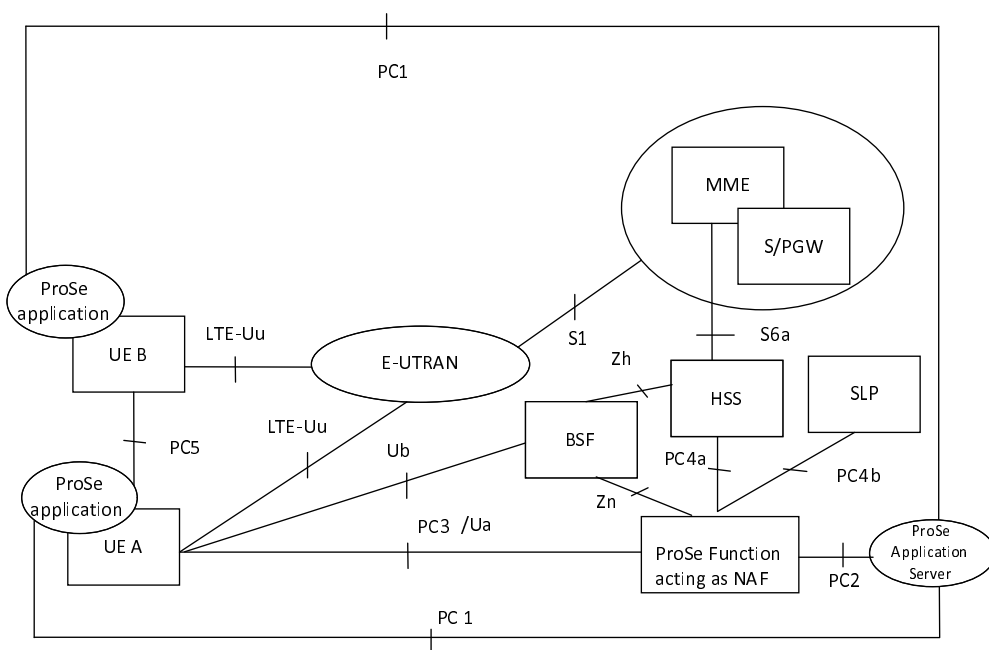 PC1
MME
S/PGW
ProSe
application
UE B
LTE-Uu
E-UTRAN
S1
S6a
Zh
HSS
SLP
LTE-Uu
Ub
BSF
PC5
PC4a
PC4b
ProSe
application
UE A
Zn
PC3 /Ua
ProSe Function
acting as NAF
PC2
ProSe
Application
Server
PC 1